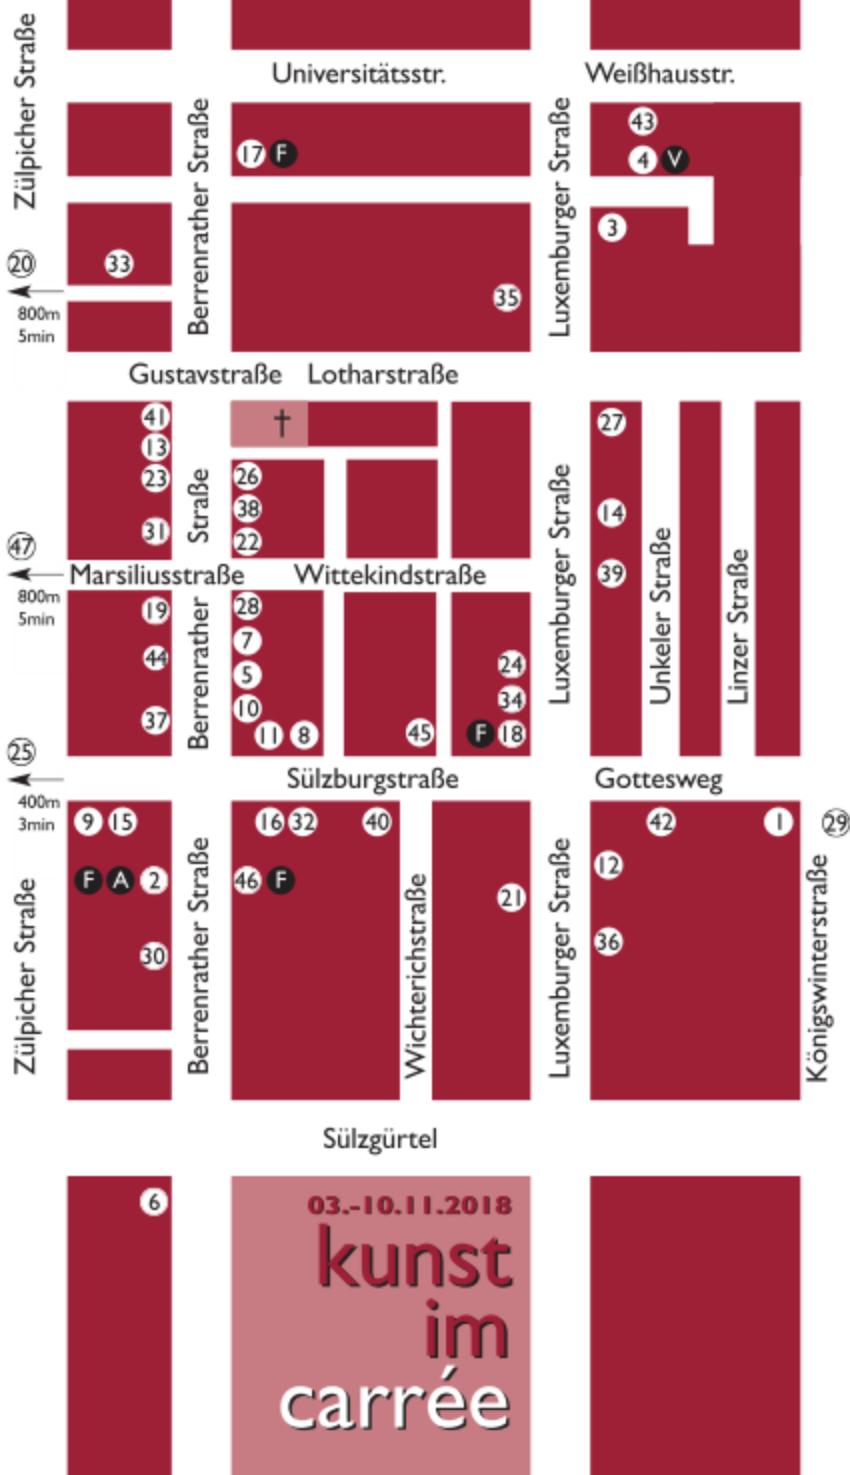 Zülpicher Straße
Universitätsstr.
Weißhausstr.
Berrenrather Straße
Luxemburger Straße
43
17 F
4 V
3
20
33
35
800m
5min
Gustavstraße
Lotharstraße
41
13
23
31
Straße
26
38
22
27
14
39
Luxemburger Straße
Unkeler Straße
Linzer Straße
47
Marsiliusstraße
Wittekindstraße
800m
5min
19
44
37
Berrenrather
28
7
5
10
11 8
45
24
34
F 18
25
Sülzburgstraße
Gottesweg
400m
3min
9 15
F A 2
30
16 32 40
46 F
21
42
1
29
12
36
Zülpicher Straße
Berrenrather Straße
Wichterichstraße
Luxemburger Straße
Königswinterstraße
Sülzgürtel
6
03.-10.11.2018
kunst
im
carrée